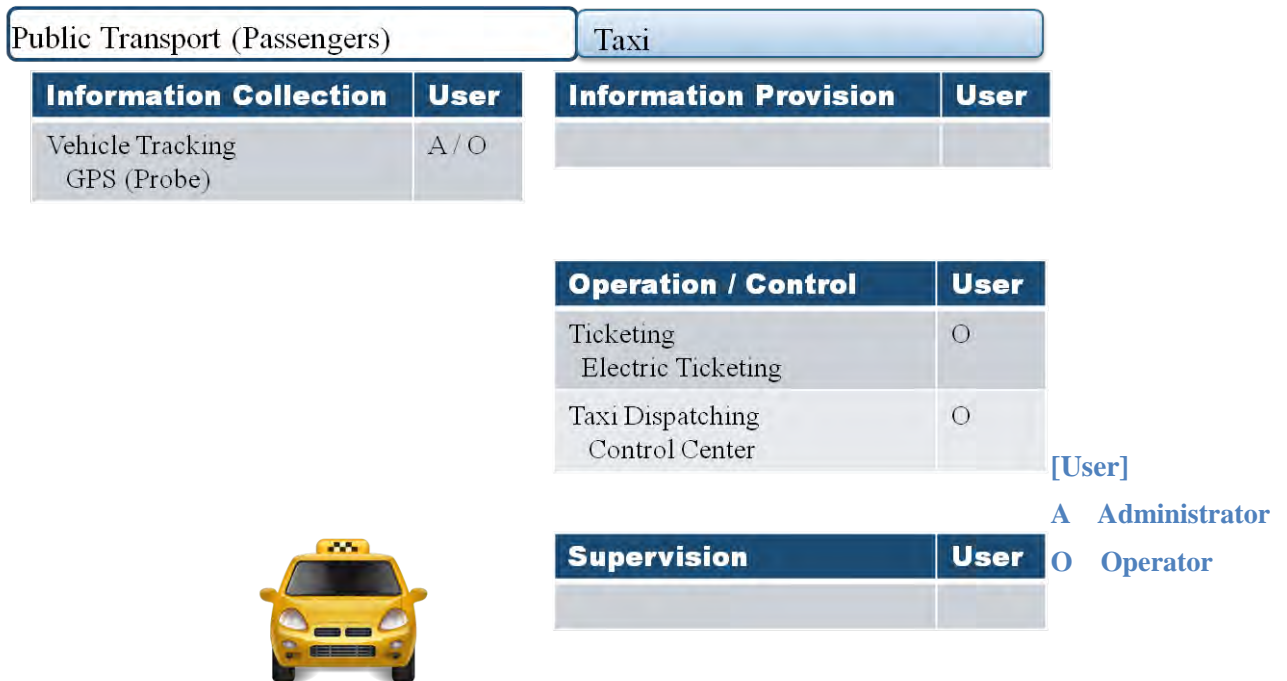 Public Transport (Passengers)
Taxi
Information Collection User
Vehicle Tracking A / O
GPS (Probe)
Information Provision User
Operation / Control User
Ticketing O
Electric Ticketing
Taxi Dispatching O
Control Center
Supervision User
[User]
A Administrator
O Operator